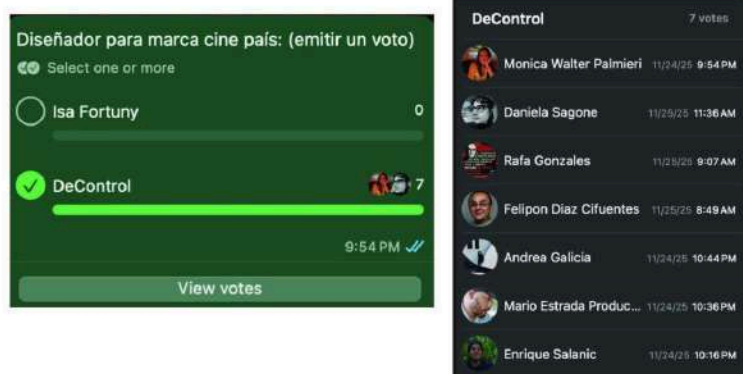 Diseñador para marca cine país: (emitir un voto)
Select one or more
Isa Fortuny 0
DeControl 7
9:54 PM
View votes
DeControl 7 votes
Monica Walter Palmieri 11/24/25 9:54 PM
Daniela Sagone 11/25/25 11:36 AM
Rafa Gonzales 11/25/25 9:07 AM
Felipon Diaz Cifuentes 11/25/25 8:49 AM
Andrea Galicia 11/24/25 10:44 PM
Mario Estrada Produc... 11/24/25 10:36 PM
Enrique Salanic 11/24/25 10:16 PM